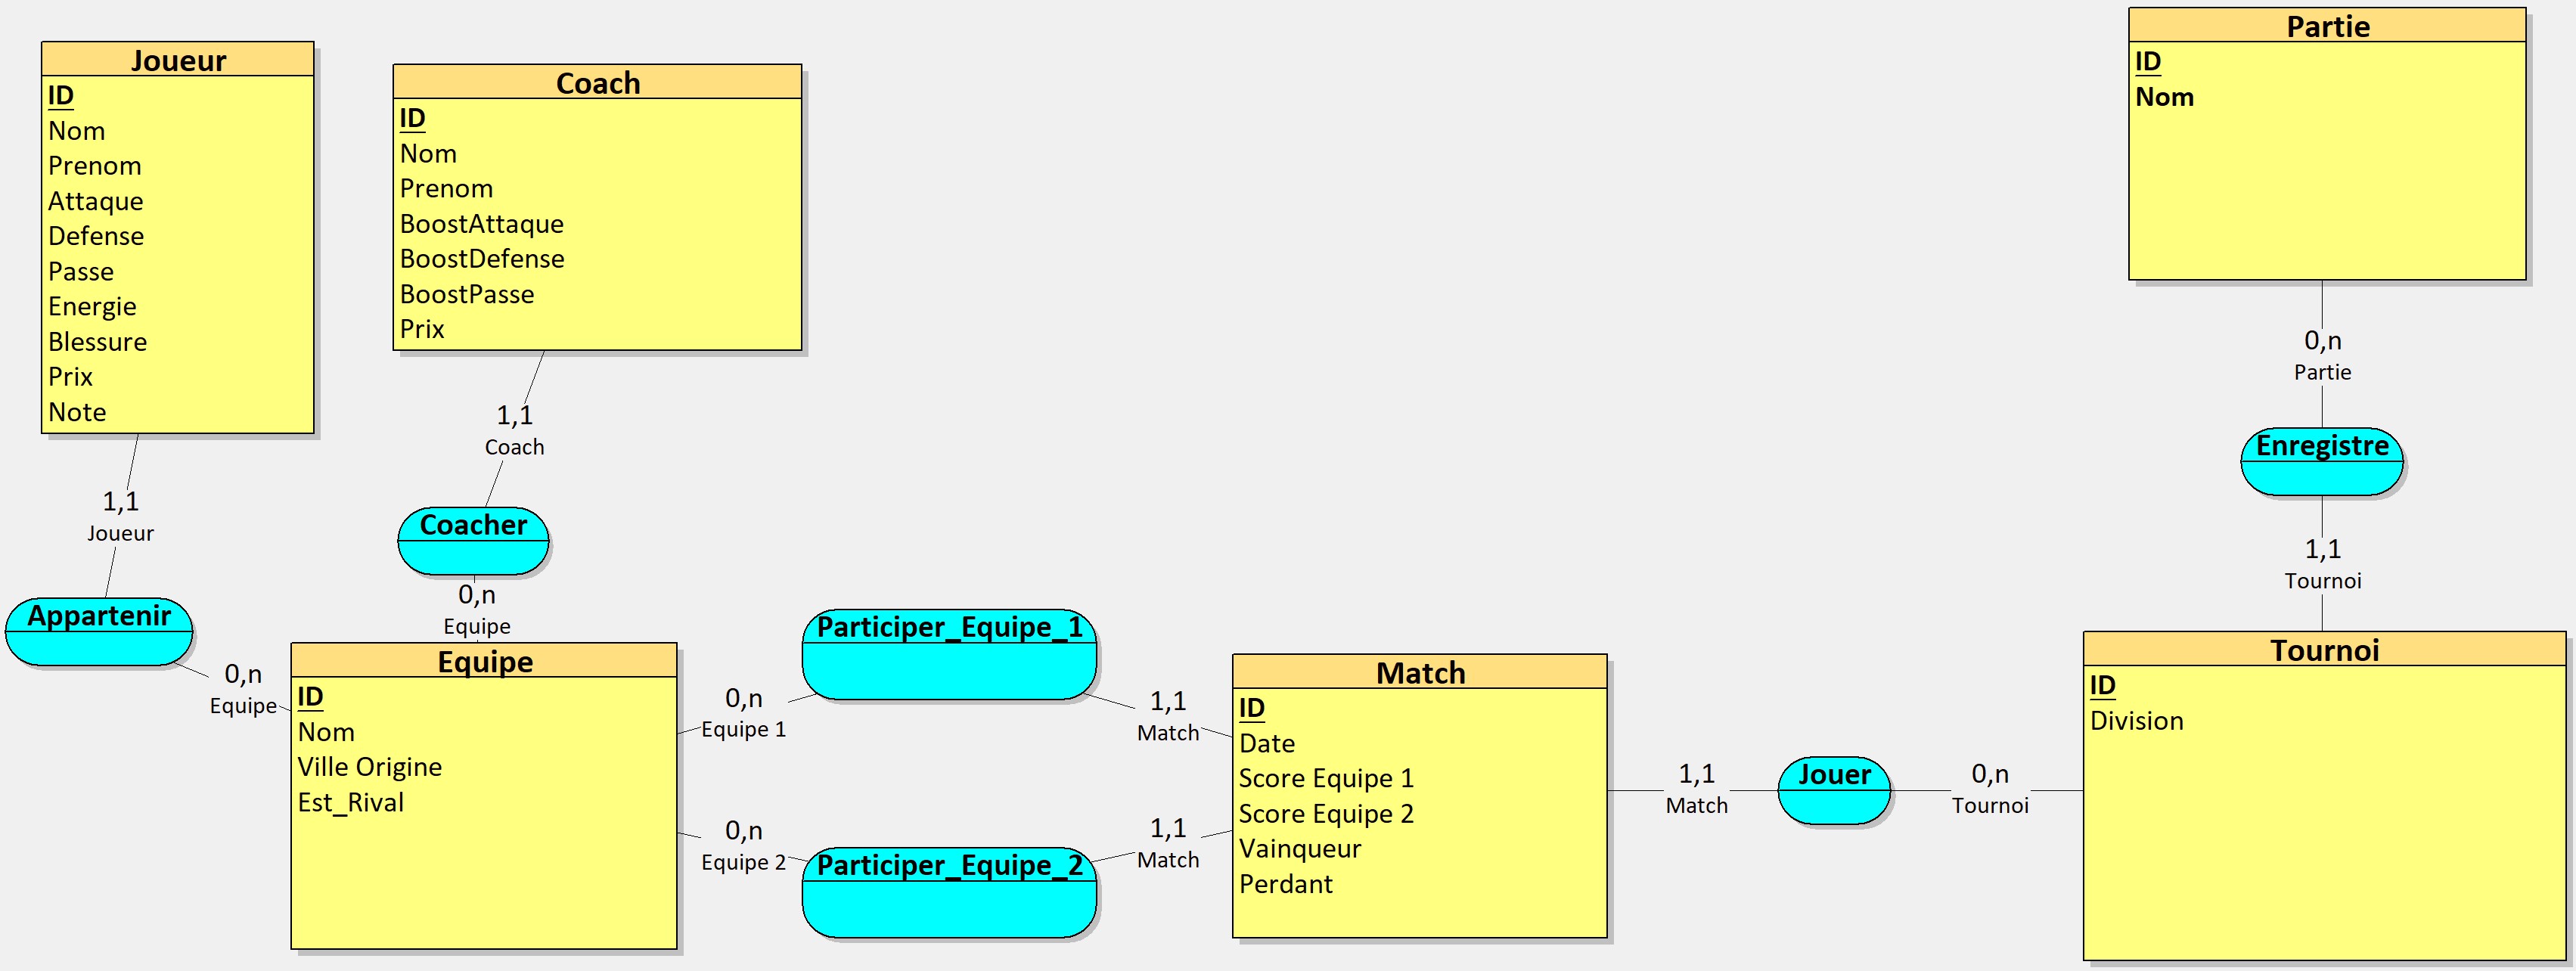 Joueur
ID
Nom
Prenom
Attaque
Defense
Passe
Energie
Blessure
Prix
Note
Coach
ID
Nom
Prenom
BoostAttaque
BoostDefense
BoostPasse
Prix
Partie
ID
Nom
0,n
Partie
Enregistre
1,1
Tournoi
1,1
Coach
1,1
Joueur
Coacher
0,n
Equipe
Appartenir
0,n
Equipe
Equipe
ID
Nom
Ville Origine
Est_Rival
Participer_Equipe_1
0,n
Equipe 1
1,1
Match
0,n
Equipe 2
Participer_Equipe_2
1,1
Match
Match
ID
Date
Score Equipe 1
Score Equipe 2
Vainqueur
Perdant
1,1
Match
Jouer
0,n
Tournoi
Tournoi
ID
Division